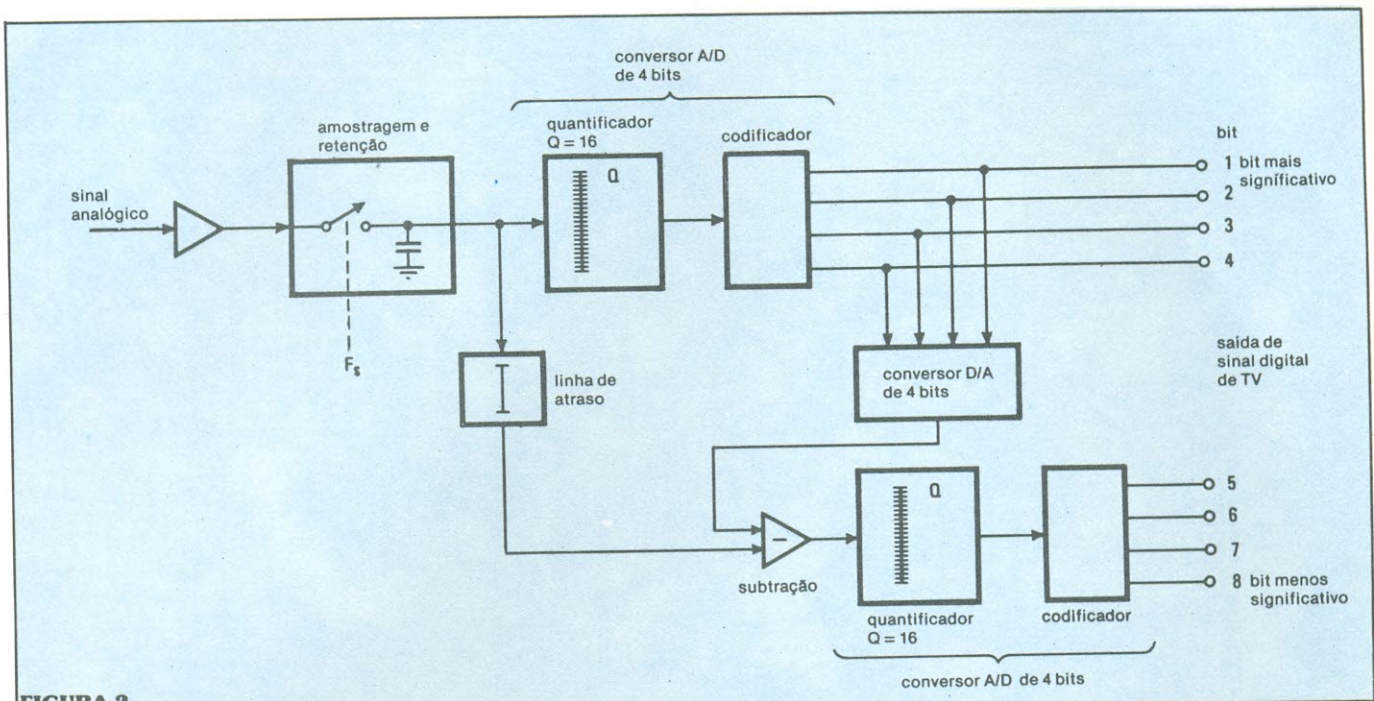 conversor A/D
de 4 bits
amostragem e
retenção
quantificador
Q = 16
codificador
bit
sinal
analógico
Q
1 bit mais
significativo
2
3
4
Fs
linha de
atraso
conversor D/A
de 4 bits
saida de
sinal digital
de TV
Q
5
6
7
8 bit menos
significativo
−
subtração
quantificador
Q = 16
codificador
conversor A/D de 4 bits